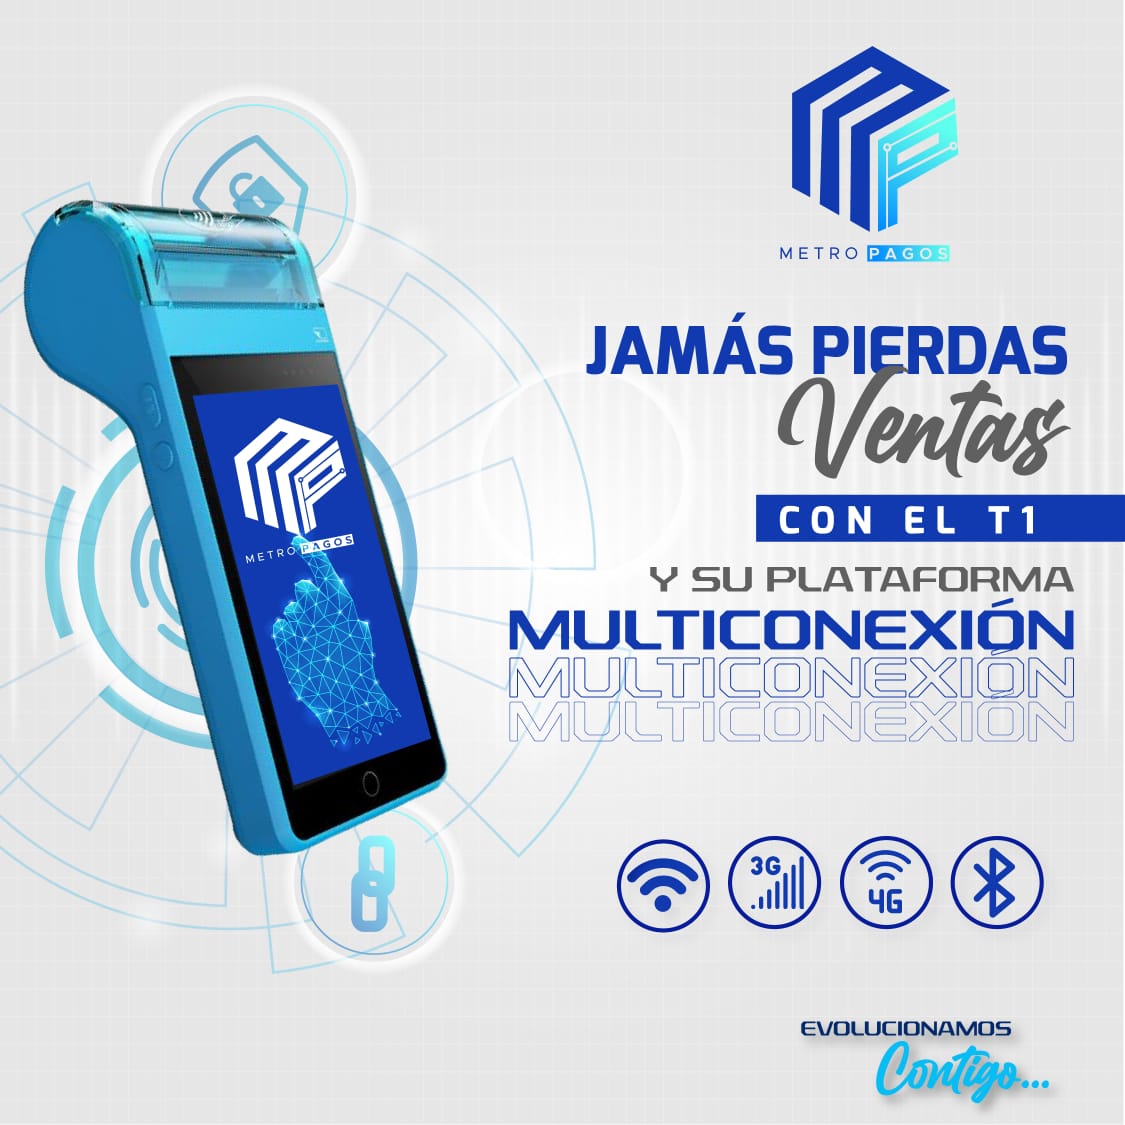 METRO PAGOS
JAMÁS PIERDAS
Ventas
CON EL T1
Y SU PLATAFORMA
MULTICONEXIÓN
MULTICONEXIÓN
MULTICONEXIÓN
METRO PAGOS
3G
4G
EVOLUCIONAMOS
Contigo...